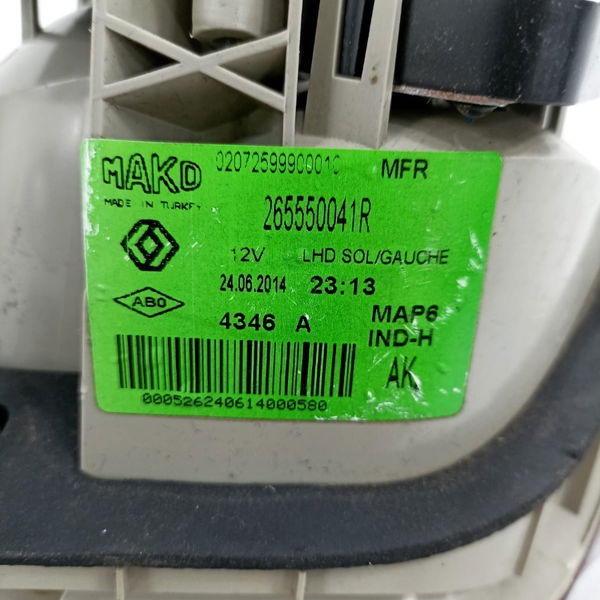 MAKO 02072599900010 MFR
MADE IN TURKEY
265550041R
12V LHD SOL/GAUCHE
24.06.2014 23:13
ABO
4346 A MAP6
IND-H
AK
000526240614000580